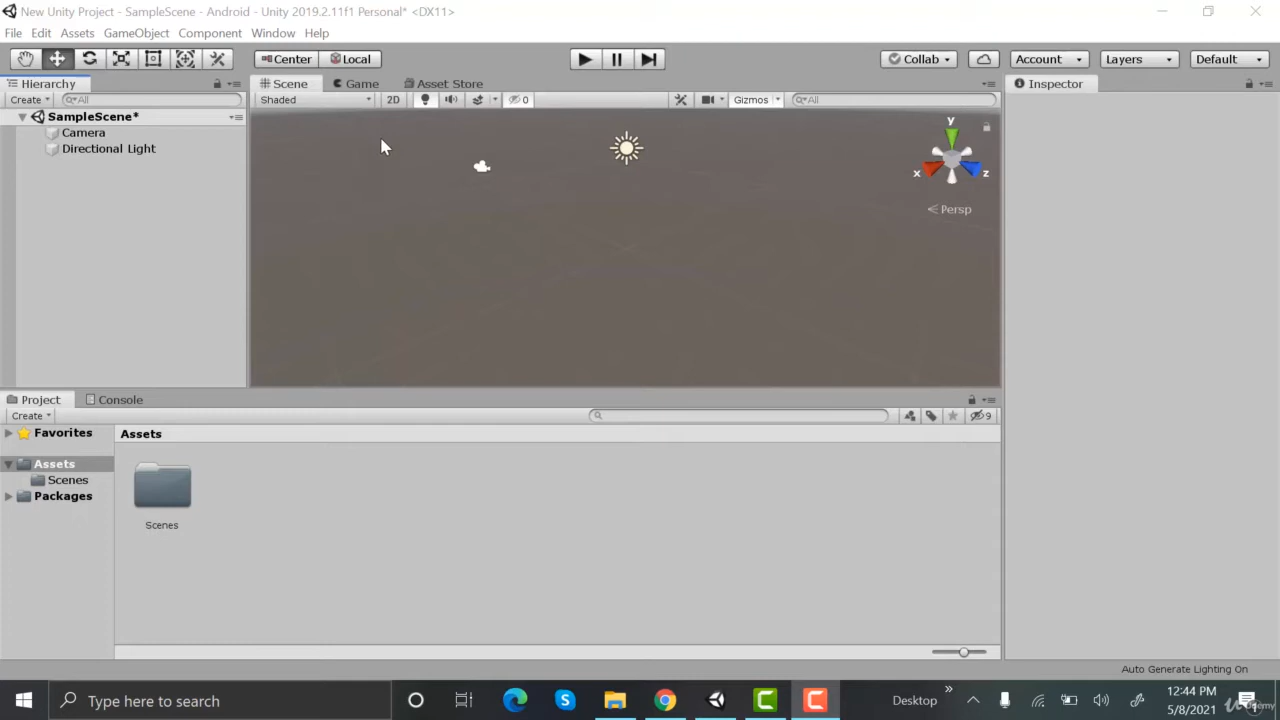 New Unity Project - SampleScene - Android - Unity 2019.2.11f1 Personal* <DX11>
File Edit Assets GameObject Component Window Help
Center Local Collab Account Layers Default
Hierarchy Scene Game Asset Store Inspector
Create All Shaded 2D 0 Gizmos All
SampleScene*
Camera
Directional Light
y
x z
Persp
Project Console
Create 9
Favorites Assets
Assets
Scenes
Packages
Scenes
Auto Generate Lighting On
Type here to search Desktop 12:44 PM
5/8/2021
Udemy